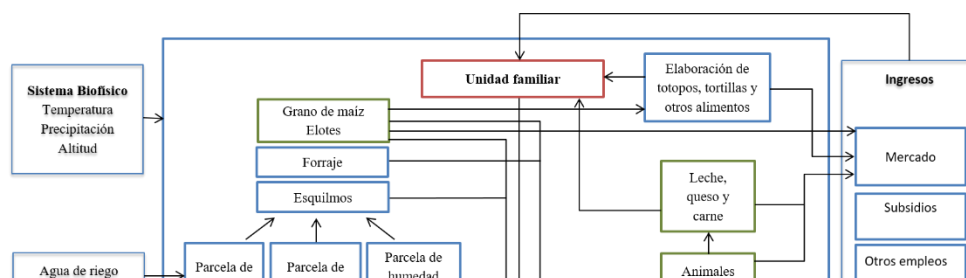 Sistema Biofísico
Temperatura
Precipitación
Altitud
Unidad familiar
Elaboración de
totopos, tortillas y
otros alimentos
Ingresos
Grano de maíz
Elotes
Forraje
Esquilmos
Leche,
queso y
carne
Mercado
Subsidios
Otros empleos
Agua de riego
Parcela de
Parcela de
Parcela de
humedad
Animales